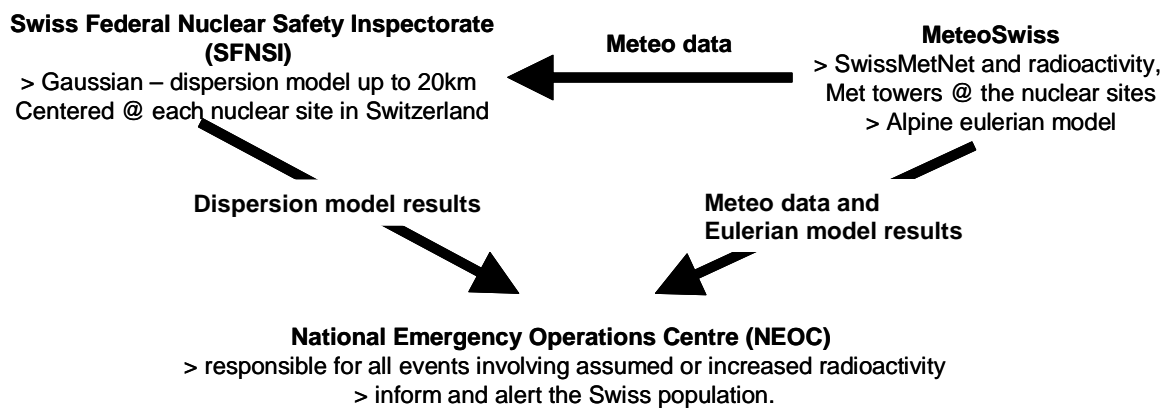 Swiss Federal Nuclear Safety Inspectorate
(SFNSI)
> Gaussian – dispersion model up to 20km
Centered @ each nuclear site in Switzerland
Meteo data
MeteoSwiss
> SwissMetNet and radioactivity,
Met towers @ the nuclear sites
> Alpine eulerian model
Dispersion model results
Meteo data and
Eulerian model results
National Emergency Operations Centre (NEOC)
> responsible for all events involving assumed or increased radioactivity
> inform and alert the Swiss population.